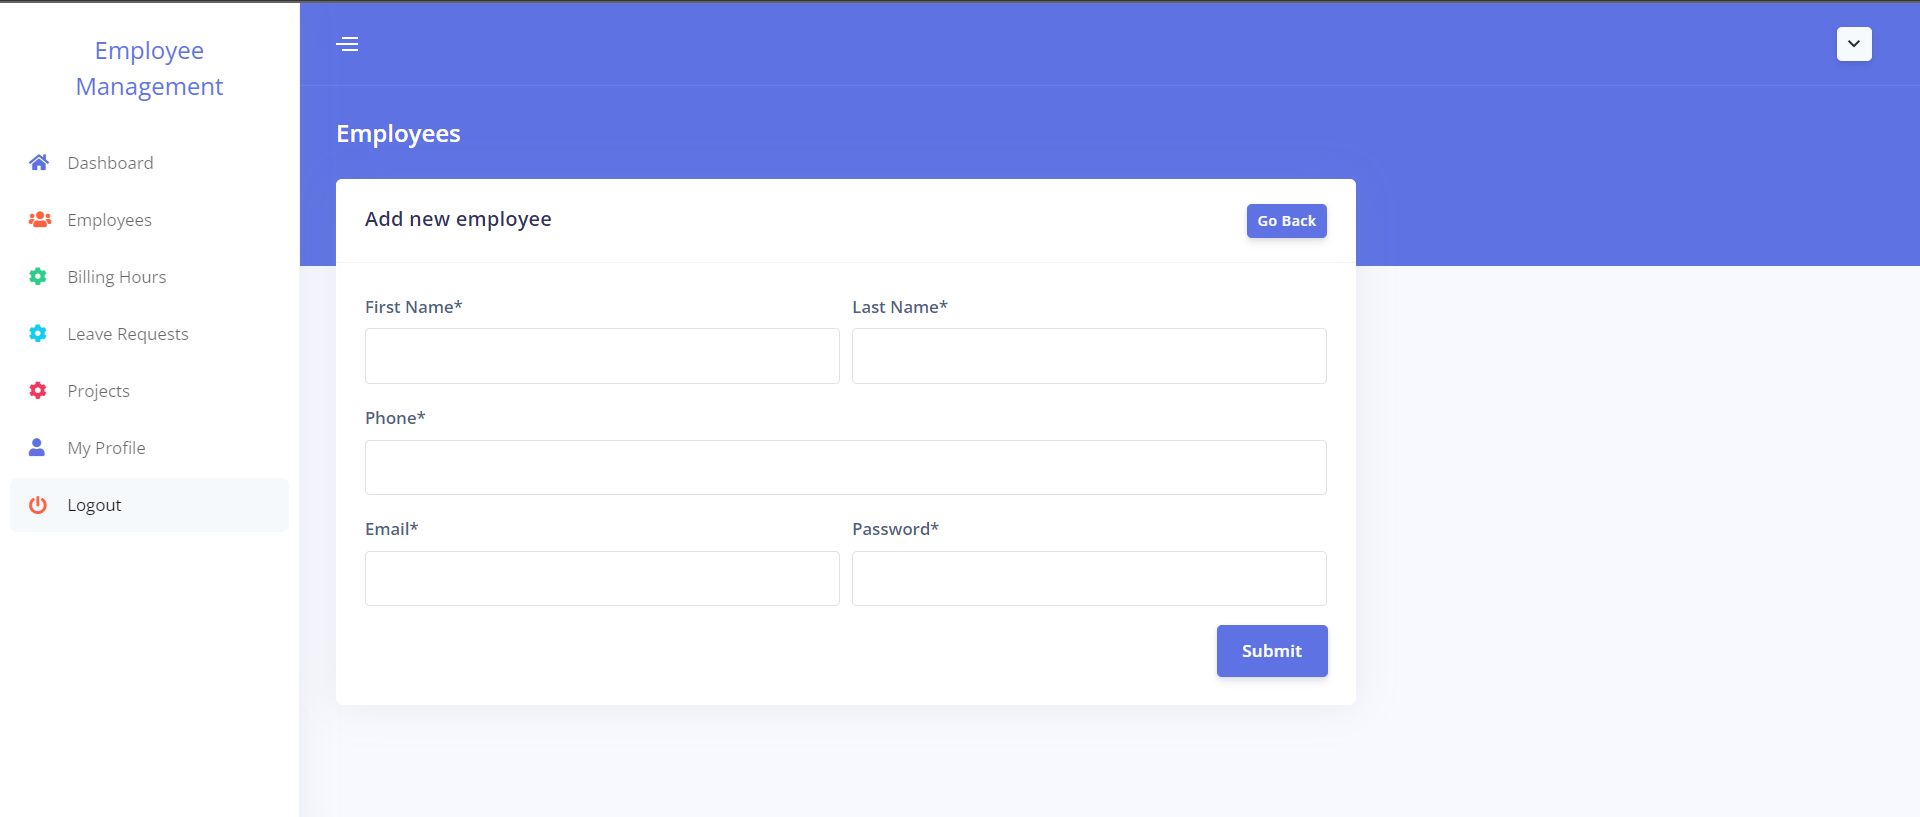 Employee
Management
Dashboard
Employees
Billing Hours
Leave Requests
Projects
My Profile
Logout
Employees
Add new employee
Go Back
First Name*
Last Name*
Phone*
Email*
Password*
Submit